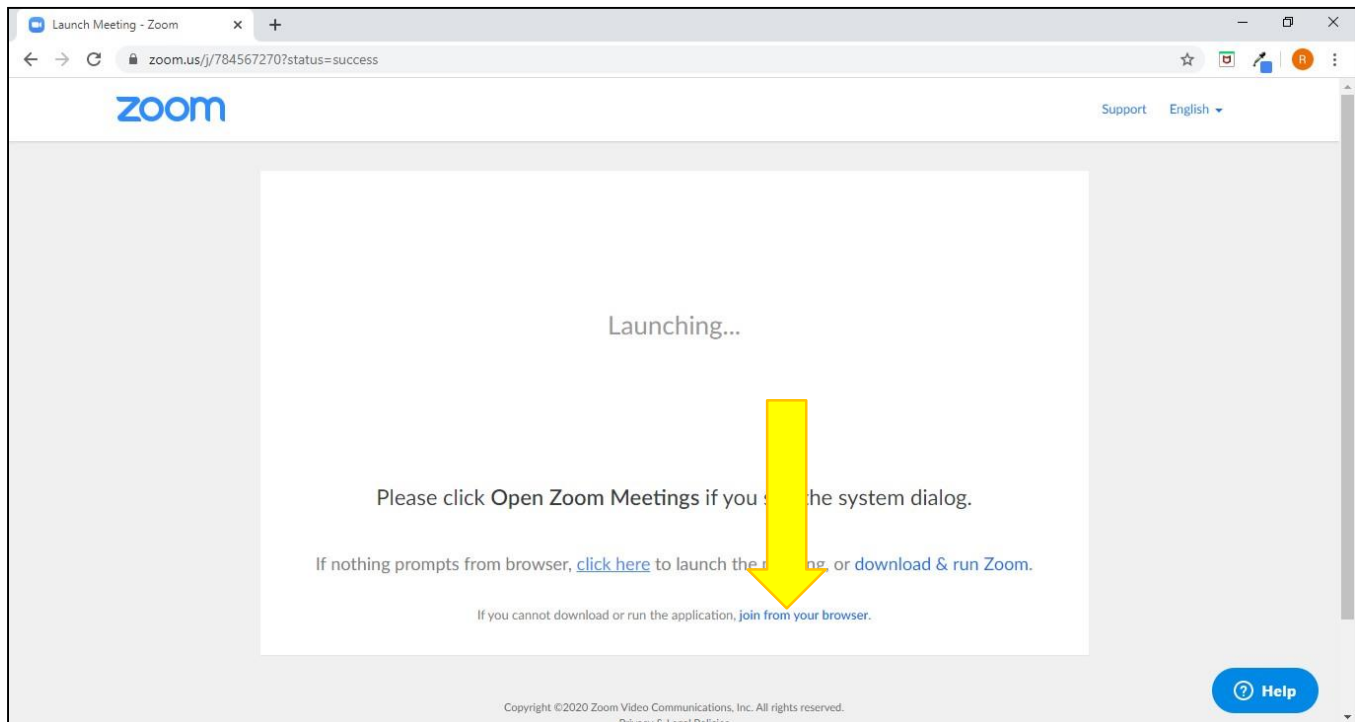 Launch Meeting - Zoom
zoom.us/j/784567270?status=success
R
zoom
Support English
Launching...
Please click Open Zoom Meetings if you the system dialog.
If nothing prompts from browser, click here to launch the or download & run Zoom.
If you cannot download or run the application, join from your browser.
Help
Copyright ©2020 Zoom Video Communications, Inc. All rights reserved.
Privacy & Legal Policies